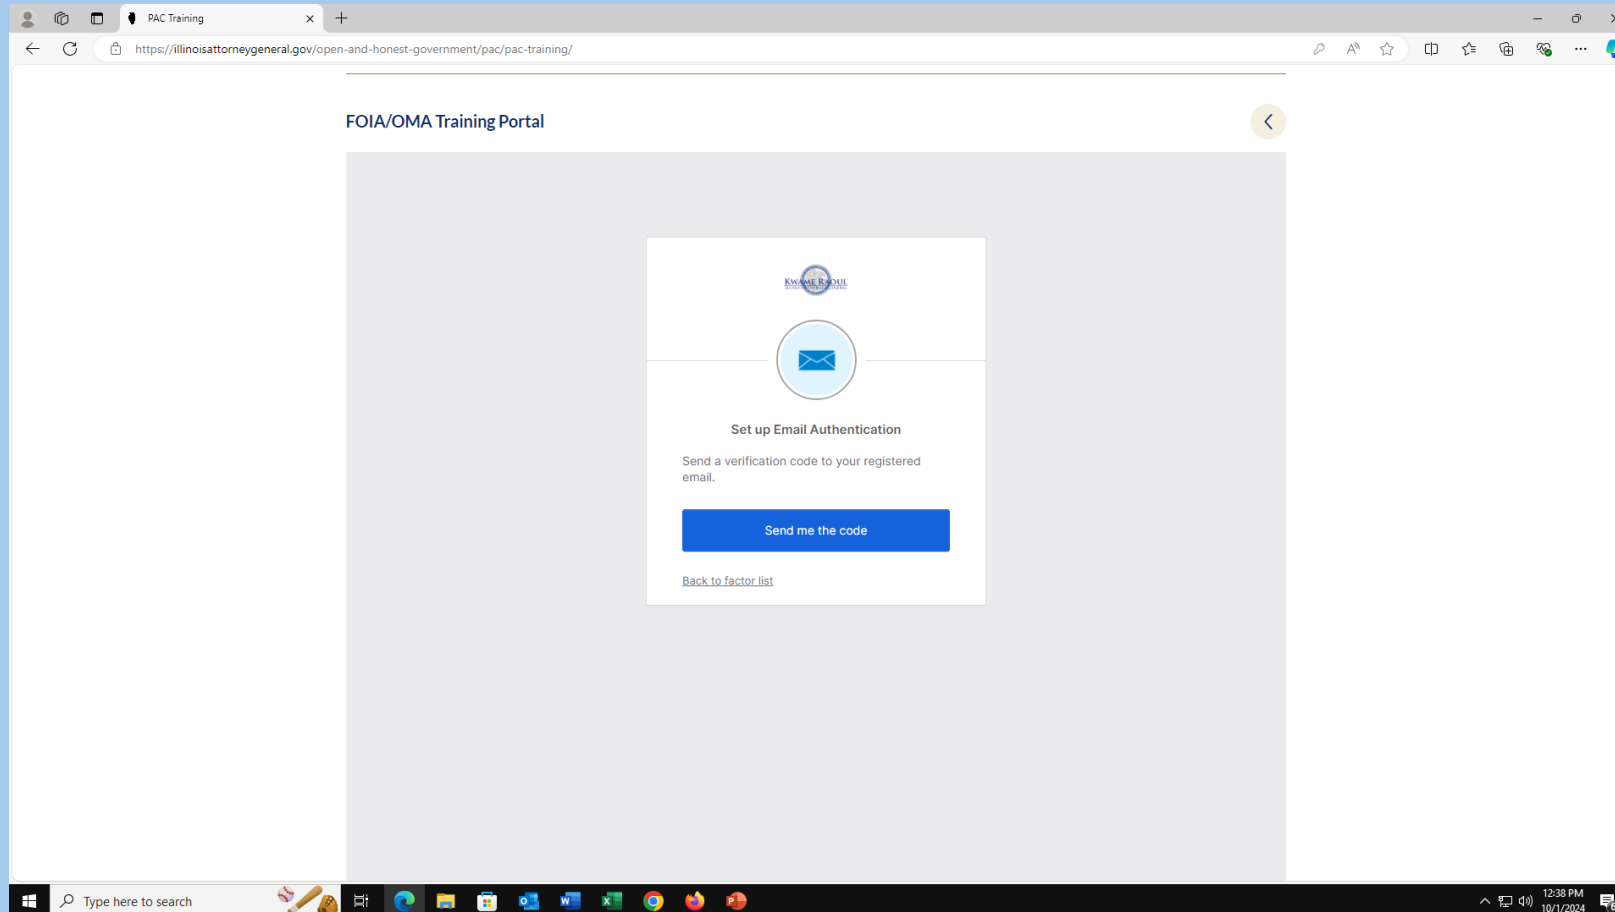 PAC Training
https://illinoisattorneygeneral.gov/open-and-honest-government/pac/pac-training/
FOIA/OMA Training Portal
KWAME RAOUL
Set up Email Authentication
Send a verification code to your registered
email.
Send me the code
Back to factor list
Type here to search
12:38 PM
10/1/2024